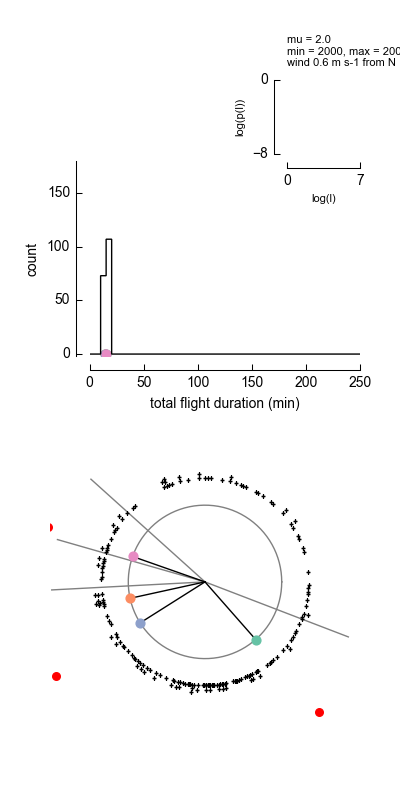 mu = 2.0
min = 2000, max = 200
wind 0.6 m s-1 from N
0
log(p(l))
−8
0 7
log(l)
150
100
count
50
0
0 50 100 150 200 250
total flight duration (min)